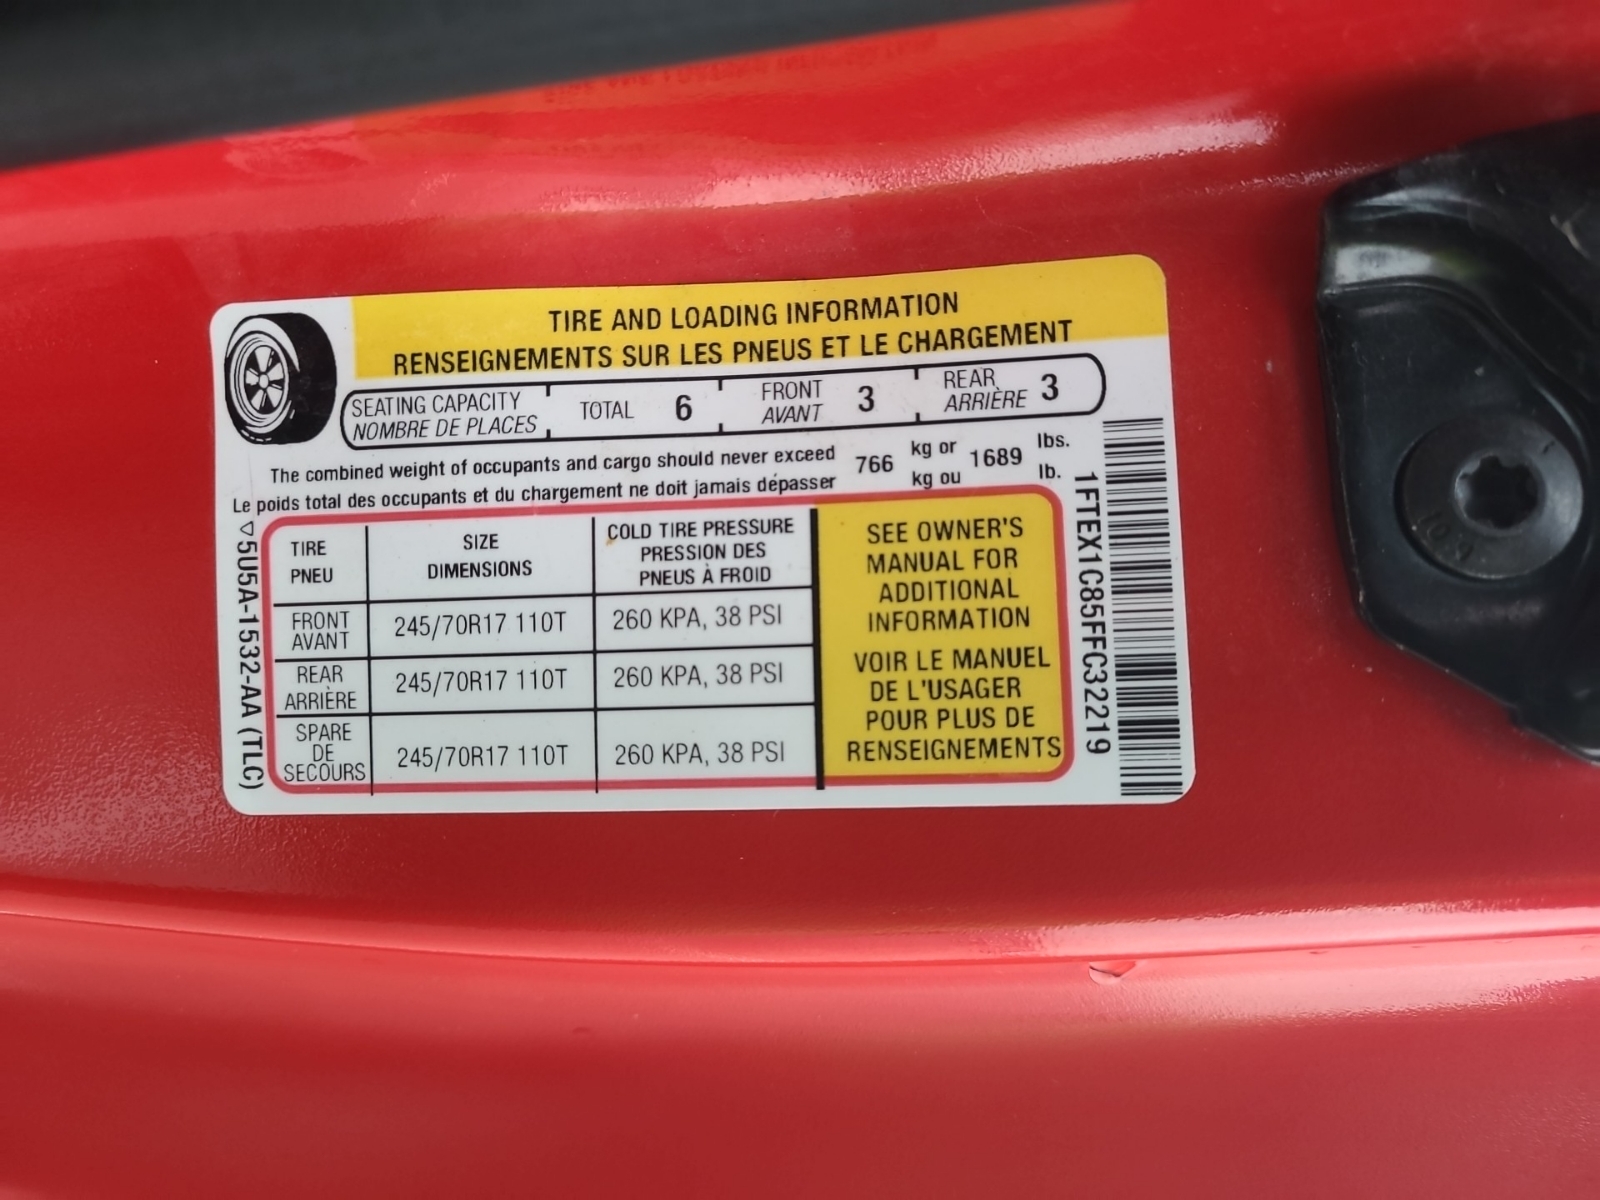 TIRE AND LOADING INFORMATION
RENSEIGNEMENTS SUR LES PNEUS ET LE CHARGEMENT
SEATING CAPACITY
NOMBRE DE PLACES
TOTAL 6
FRONT
AVANT
3
REAR
ARRIÈRE
3
The combined weight of occupants and cargo should never exceed
Le poids total des occupants et du chargement ne doit jamais dépasser
766
kg or
kg ou
1689
lbs.
lb.
TIRE
PNEU
SIZE
DIMENSIONS
COLD TIRE PRESSURE
PRESSION DES
PNEUS À FROID
FRONT
AVANT
245/70R17 110T
260 KPA, 38 PSI
REAR
ARRIÈRE
245/70R17 110T
260 KPA, 38 PSI
SPARE
DE
SECOURS
245/70R17 110T
260 KPA, 38 PSI
SEE OWNER'S
MANUAL FOR
ADDITIONAL
INFORMATION
VOIR LE MANUEL
DE L'USAGER
POUR PLUS DE
RENSEIGNEMENTS
5U5A-1532-AA (TLC)
1FTEX1C85FFC32219